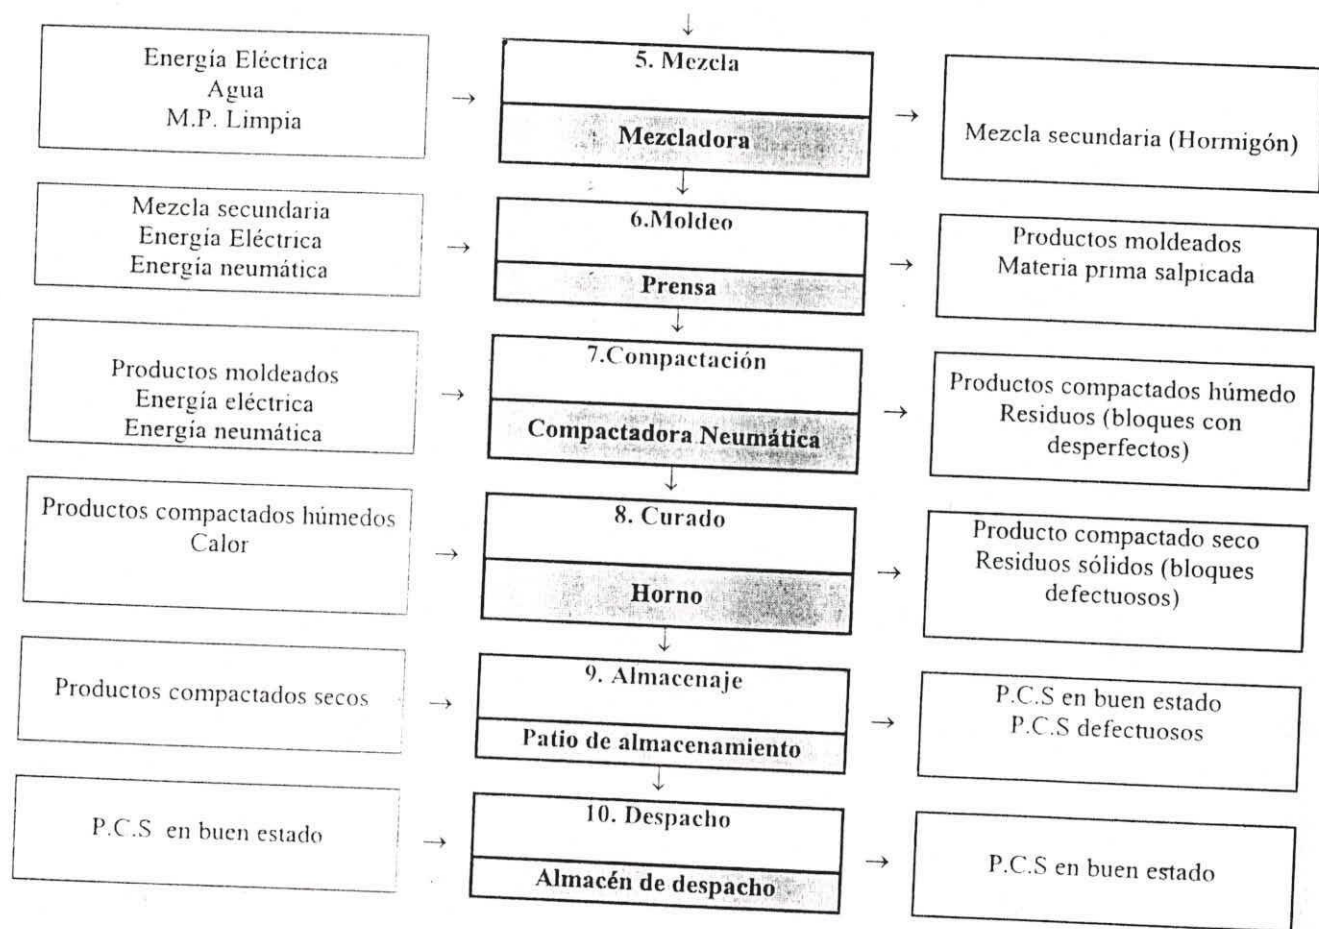 Energía Eléctrica
Agua
M.P. Limpia
→
5. Mezcla
Mezcladora
→
Mezcla secundaria (Hormigón)
Mezcla secundaria
Energía Eléctrica
Energía neumática
→
6.Moldeo
Prensa
→
Productos moldeados
Materia prima salpicada
Productos moldeados
Energía eléctrica
Energía neumática
→
7.Compactación
Compactadora Neumática
→
Productos compactados húmedo
Residuos (bloques con
desperfectos)
Productos compactados húmedos
Calor
→
8. Curado
Horno
→
Producto compactado seco
Residuos sólidos (bloques
defectuosos)
Productos compactados secos
→
9. Almacenaje
Patio de almacenamiento
→
P.C.S en buen estado
P.C.S defectuosos
P.C.S en buen estado
→
10. Despacho
Almacén de despacho
→
P.C.S en buen estado